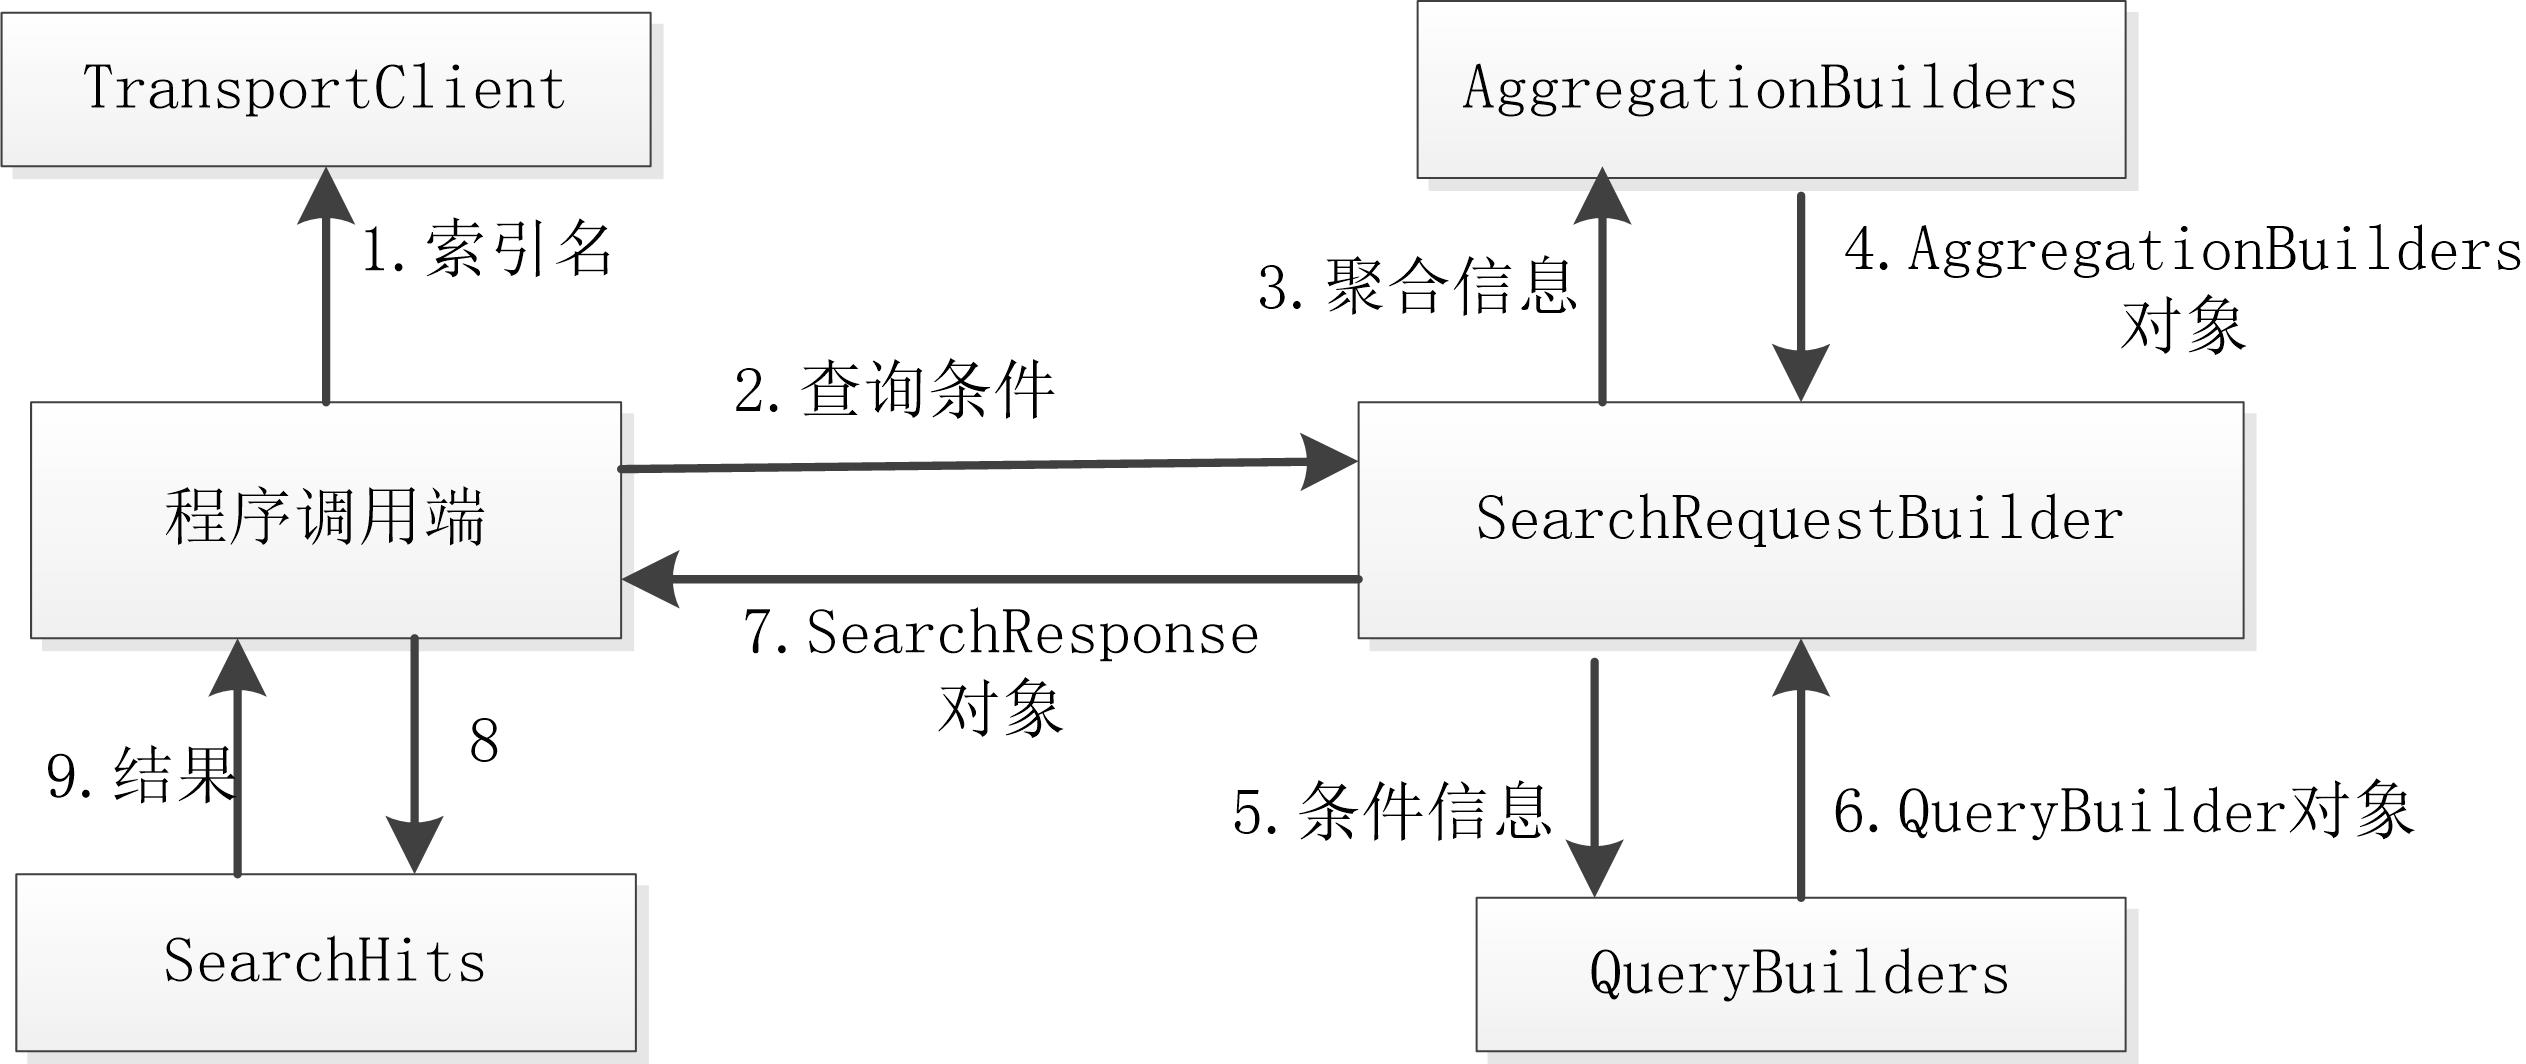 TransportClient
AggregationBuilders
1.索引名
3.聚合信息
4.AggregationBuilders
对象
2.查询条件
程序调用端
SearchRequestBuilder
7.SearchResponse
对象
9.结果
8
5.条件信息
6.QueryBuilder对象
SearchHits
QueryBuilders